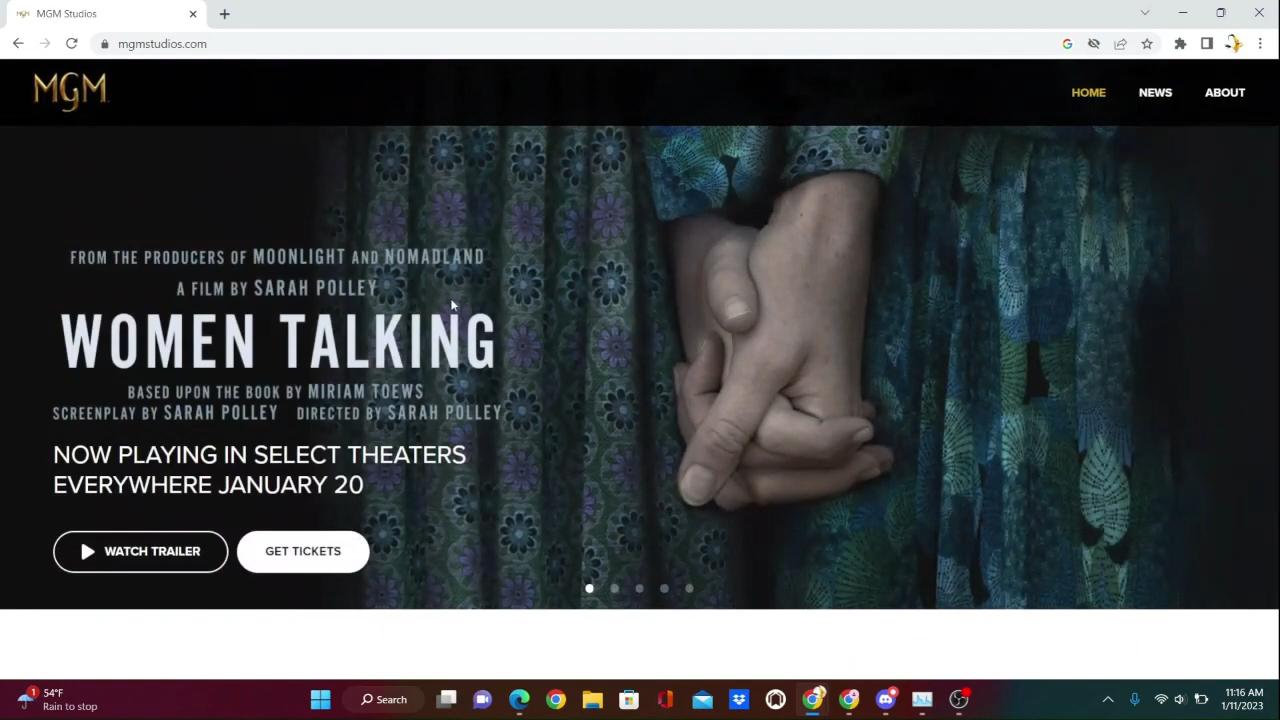 MGM Studios
mgmstudios.com
MGM
HOME
NEWS
ABOUT
FROM THE PRODUCERS OF MOONLIGHT AND NOMADLAND
A FILM BY SARAH POLLEY
WOMEN TALKING
BASED UPON THE BOOK BY MIRIAM TOEWS
SCREENPLAY BY SARAH POLLEY DIRECTED BY SARAH POLLEY
NOW PLAYING IN SELECT THEATERS
EVERYWHERE JANUARY 20
WATCH TRAILER
GET TICKETS
1
54°F
Rain to stop
Search
11:16 AM
1/11/2023